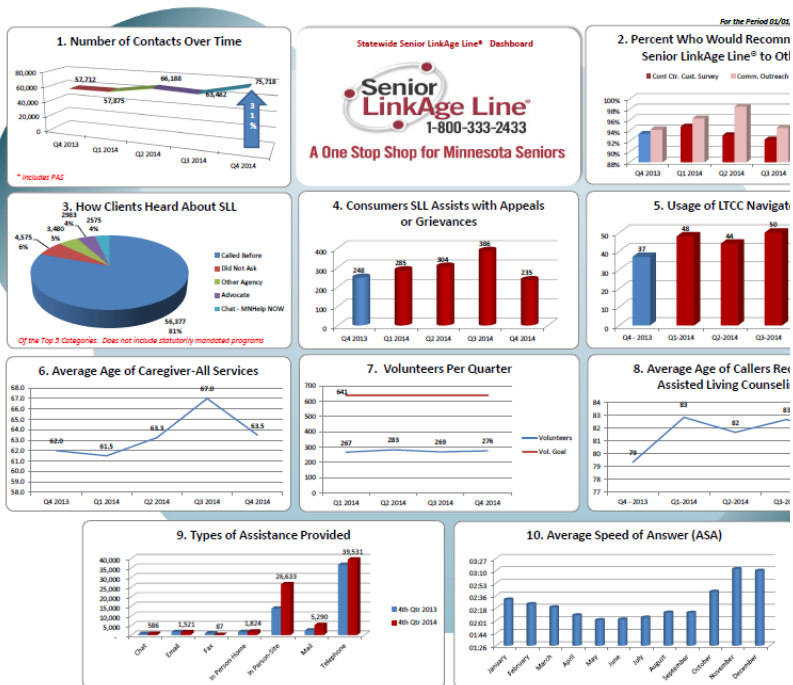 For the Period 01/01
1. Number of Contacts Over Time
80,000
60,000
40,000
20,000
0
57,712
57,875
66,188
63,482
75,718
31%
Q4 2013
Q1 2014
Q2 2014
Q3 2014
Q4 2014
* Includes PAS
Statewide Senior LinkAge Line® Dashboard
Senior
LinkAge Line®
1-800-333-2433
A One Stop Shop for Minnesota Seniors
2. Percent Who Would Recomm
Senior LinkAge Line® to Oth
Cont Ctr. Cust. Survey
Comm. Outreach
100%
98%
96%
94%
92%
90%
88%
Q4 2013
Q1 2014
Q2 2014
Q3 2014
3. How Clients Heard About SLL
4,575
6%
3,480
5%
2983
4%
2575
4%
56,377
81%
Called Before
Did Not Ask
Other Agency
Advocate
Chat - MNHelp NOW
Of the Top 5 Categories. Does not include statutorily mandated programs
4. Consumers SLL Assists with Appeals
or Grievances
400
300
200
100
0
248
285
304
386
235
Q4 2013
Q1 2014
Q2 2014
Q3 2014
Q4 2014
5. Usage of LTCC Navigat
50
40
30
20
10
0
37
48
44
50
Q4 - 2013
Q1-2014
Q2-2014
Q3-2014
6. Average Age of Caregiver-All Services
68.0
67.0
66.0
65.0
64.0
63.0
62.0
61.0
60.0
59.0
58.0
62.0
61.5
63.3
67.0
63.5
Q4 2013
Q1 2014
Q2 2014
Q3 2014
Q4 2014
7. Volunteers Per Quarter
700
600
500
400
300
200
100
0
641
267
283
269
276
Q1 2014
Q2 2014
Q3 2014
Q4 2014
Volunteers
Vol. Goal
8. Average Age of Callers Rec
Assisted Living Counseli
84
83
82
81
80
79
78
77
79
83
82
83
Q4 - 2013
Q1-2014
Q2-2014
Q3-2
9. Types of Assistance Provided
40,000
35,000
30,000
25,000
20,000
15,000
10,000
5,000
-
586
1,521
87
1,824
26,633
5,290
39,531
Chat
Email
Fax
In Person-Home
In Person-Site
Mail
Telephone
4th Qtr 2013
4th Qtr 2014
10. Average Speed of Answer (ASA)
03:27
03:10
02:53
02:36
02:18
02:01
01:44
01:26
January
February
March
April
May
June
July
August
September
October
November
December